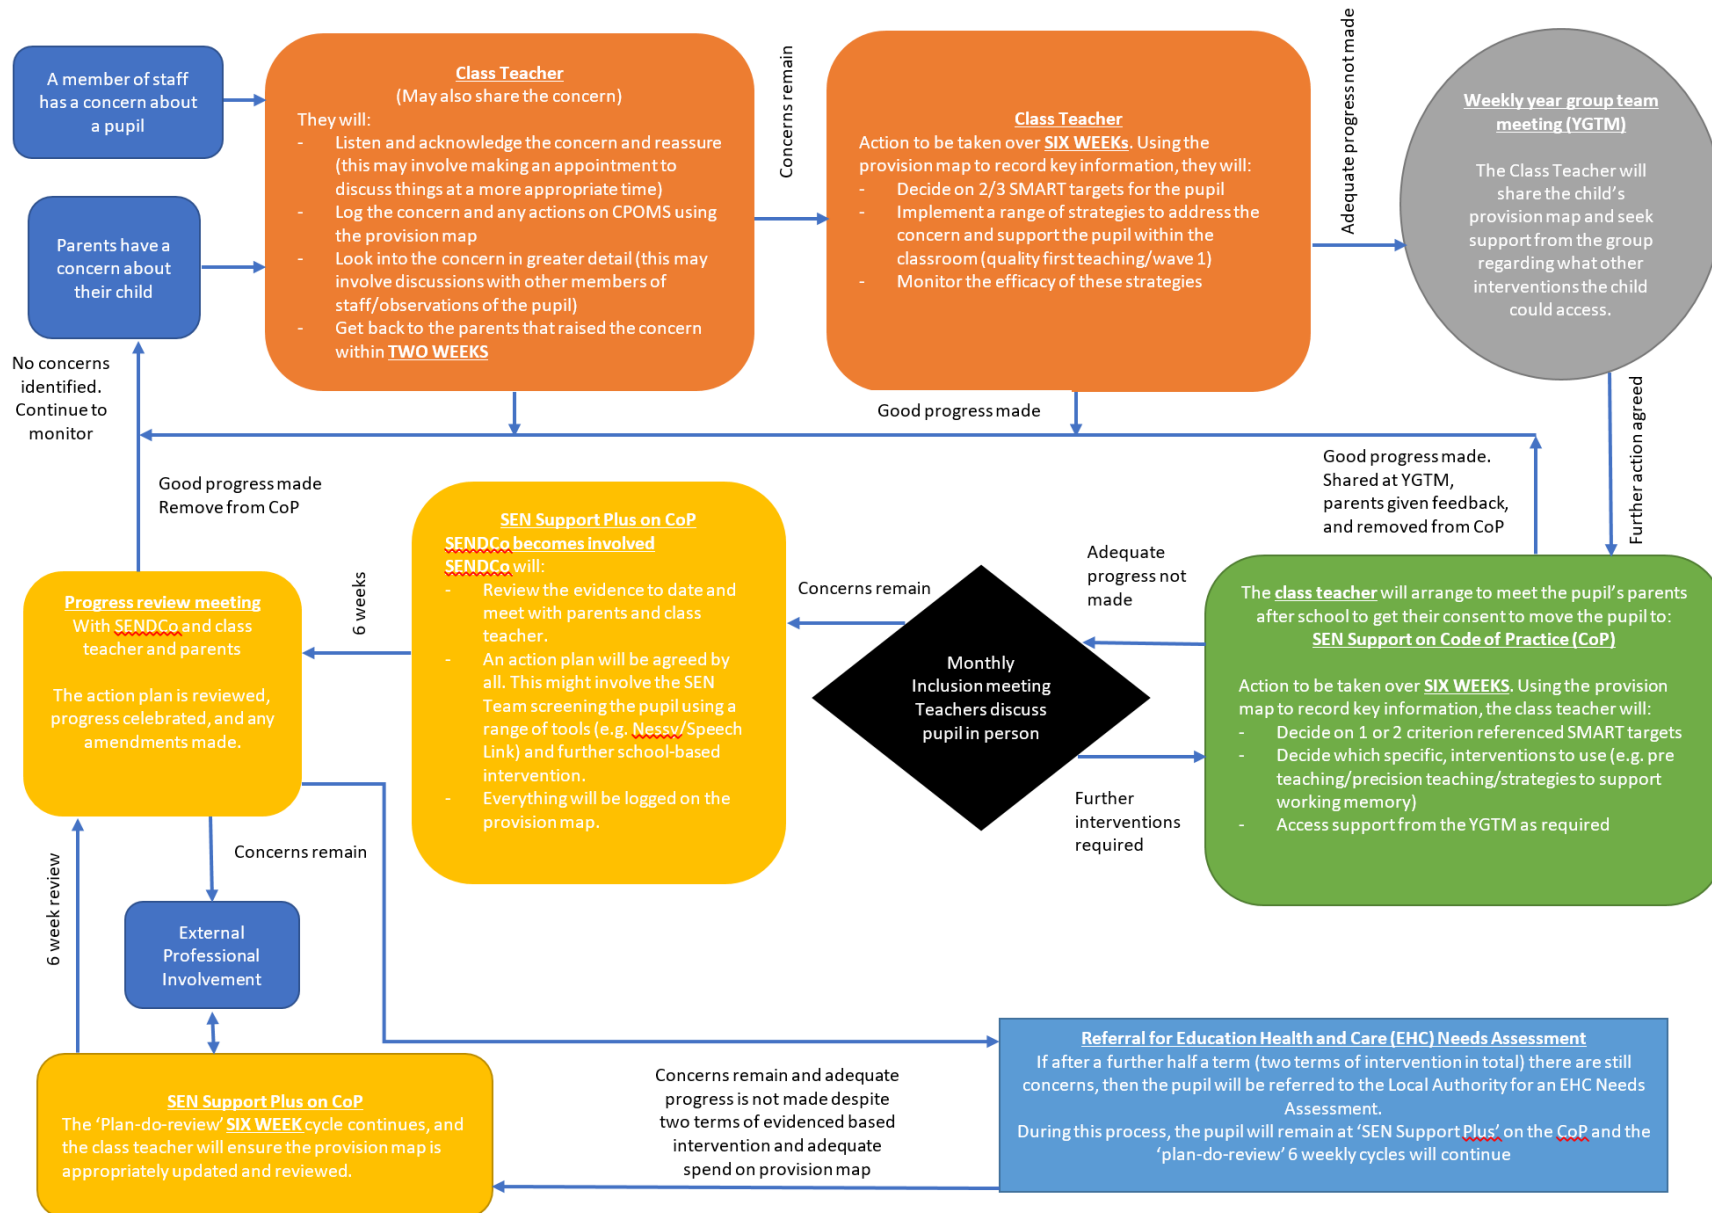 A member of staff
has a concern about
a pupil
Parents have a
concern about
their child
Class Teacher
(May also share the concern)
They will:
- Listen and acknowledge the concern and reassure
(this may involve making an appointment to
discuss things at a more appropriate time)
- Log the concern and any actions on CPOMS using
the provision map
- Look into the concern in greater detail (this may
involve discussions with other members of
staff/observations of the pupil)
- Get back to the parents that raised the concern
within TWO WEEKS
Concerns remain
Class Teacher
Action to be taken over SIX WEEKs. Using the
provision map to record key information, they will:
- Decide on 2/3 SMART targets for the pupil
- Implement a range of strategies to address the
concern and support the pupil within the
classroom (quality first teaching/wave 1)
- Monitor the efficacy of these strategies
Adequate progress not made
Weekly year group team
meeting (YGTM)
The Class Teacher will
share the child's
provision map and seek
support from the group
regarding what other
interventions the child
could access.
No concerns
identified.
Continue to
monitor
Good progress made
Good progress made
Remove from CoP
Good progress made.
Shared at YGTM,
parents given feedback,
and removed from CoP
Further action agreed
The class teacher will arrange to meet the pupil's parents
after school to get their consent to move the pupil to:
SEN Support on Code of Practice (CoP)
Action to be taken over SIX WEEKS. Using the provision
map to record key information, the class teacher will:
- Decide on 1 or 2 criterion referenced SMART targets
- Decide which specific, interventions to use (e.g. pre
teaching/precision teaching/strategies to support
working memory)
- Access support from the YGTM as required
Adequate
progress not
made
Further
interventions
required
Monthly
Inclusion meeting
Teachers discuss
pupil in person
Concerns remain
SEN Support Plus on CoP
SENDCo becomes involved
SENDCo will:
- Review the evidence to date and
meet with parents and class
teacher.
- An action plan will be agreed by
all. This might involve the SEN
Team screening the pupil using a
range of tools (e.g. Nessy/Speech
Link) and further school-based
intervention.
- Everything will be logged on the
provision map.
6 weeks
Progress review meeting
With SENDCo and class
teacher and parents
The action plan is reviewed,
progress celebrated, and any
amendments made.
Concerns remain
6 week review
External
Professional
Involvement
SEN Support Plus on CoP
The 'Plan-do-review' SIX WEEK cycle continues, and
the class teacher will ensure the provision map is
appropriately updated and reviewed.
Concerns remain and adequate
progress is not made despite
two terms of evidenced based
intervention and adequate
spend on provision map
Referral for Education Health and Care (EHC) Needs Assessment
If after a further half a term (two terms of intervention in total) there are still
concerns, then the pupil will be referred to the Local Authority for an EHC Needs
Assessment.
During this process, the pupil will remain at 'SEN Support Plus' on the CoP and the
'plan-do-review' 6 weekly cycles will continue